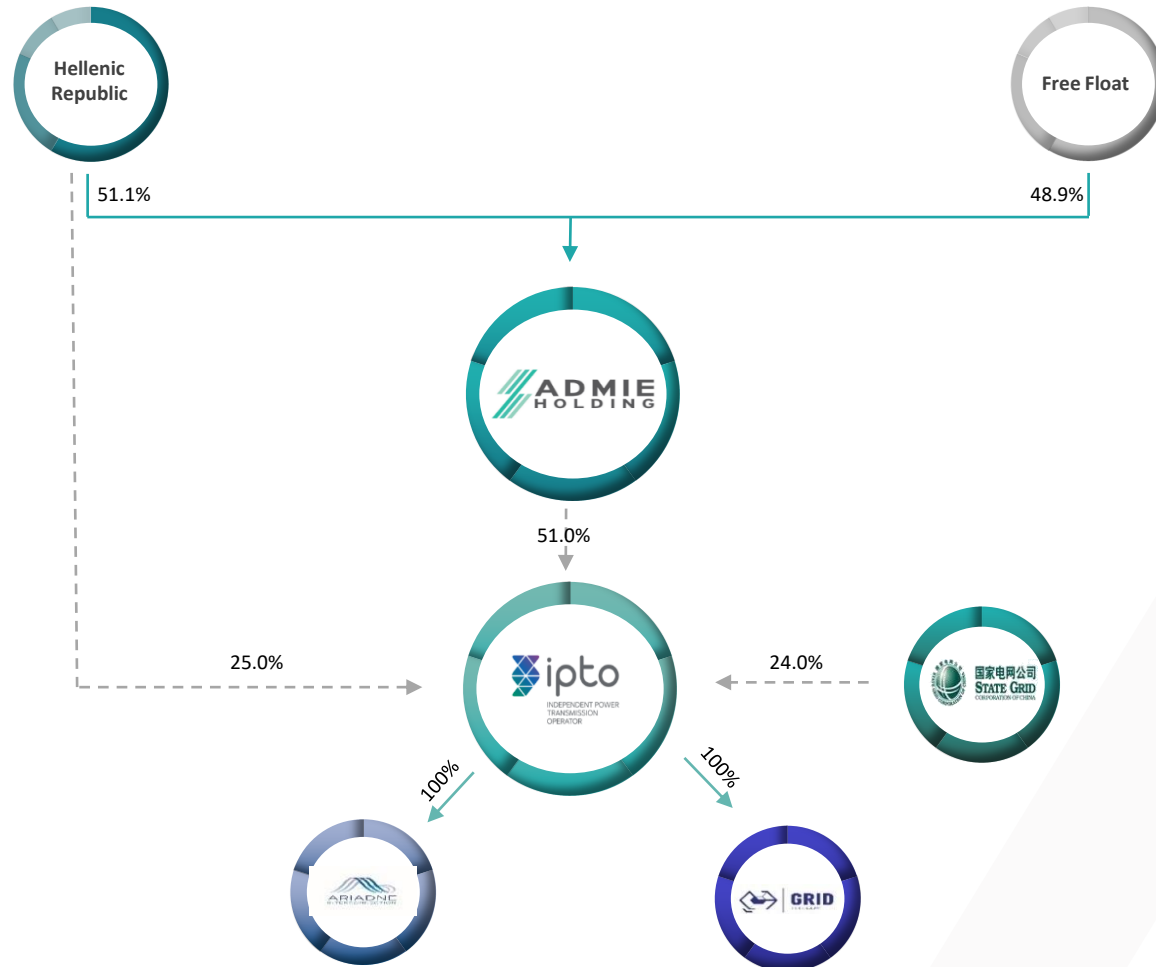 Hellenic
Republic
Free Float
51.1%
48.9%
ADMIE
HOLDING
51.0%
25.0%
24.0%
ipto
INDEPENDENT POWER
TRANSMISSION
OPERATOR
国家电网公司
STATE GRID
CORPORATION OF CHINA
100%
100%
ARIADNE
GRID